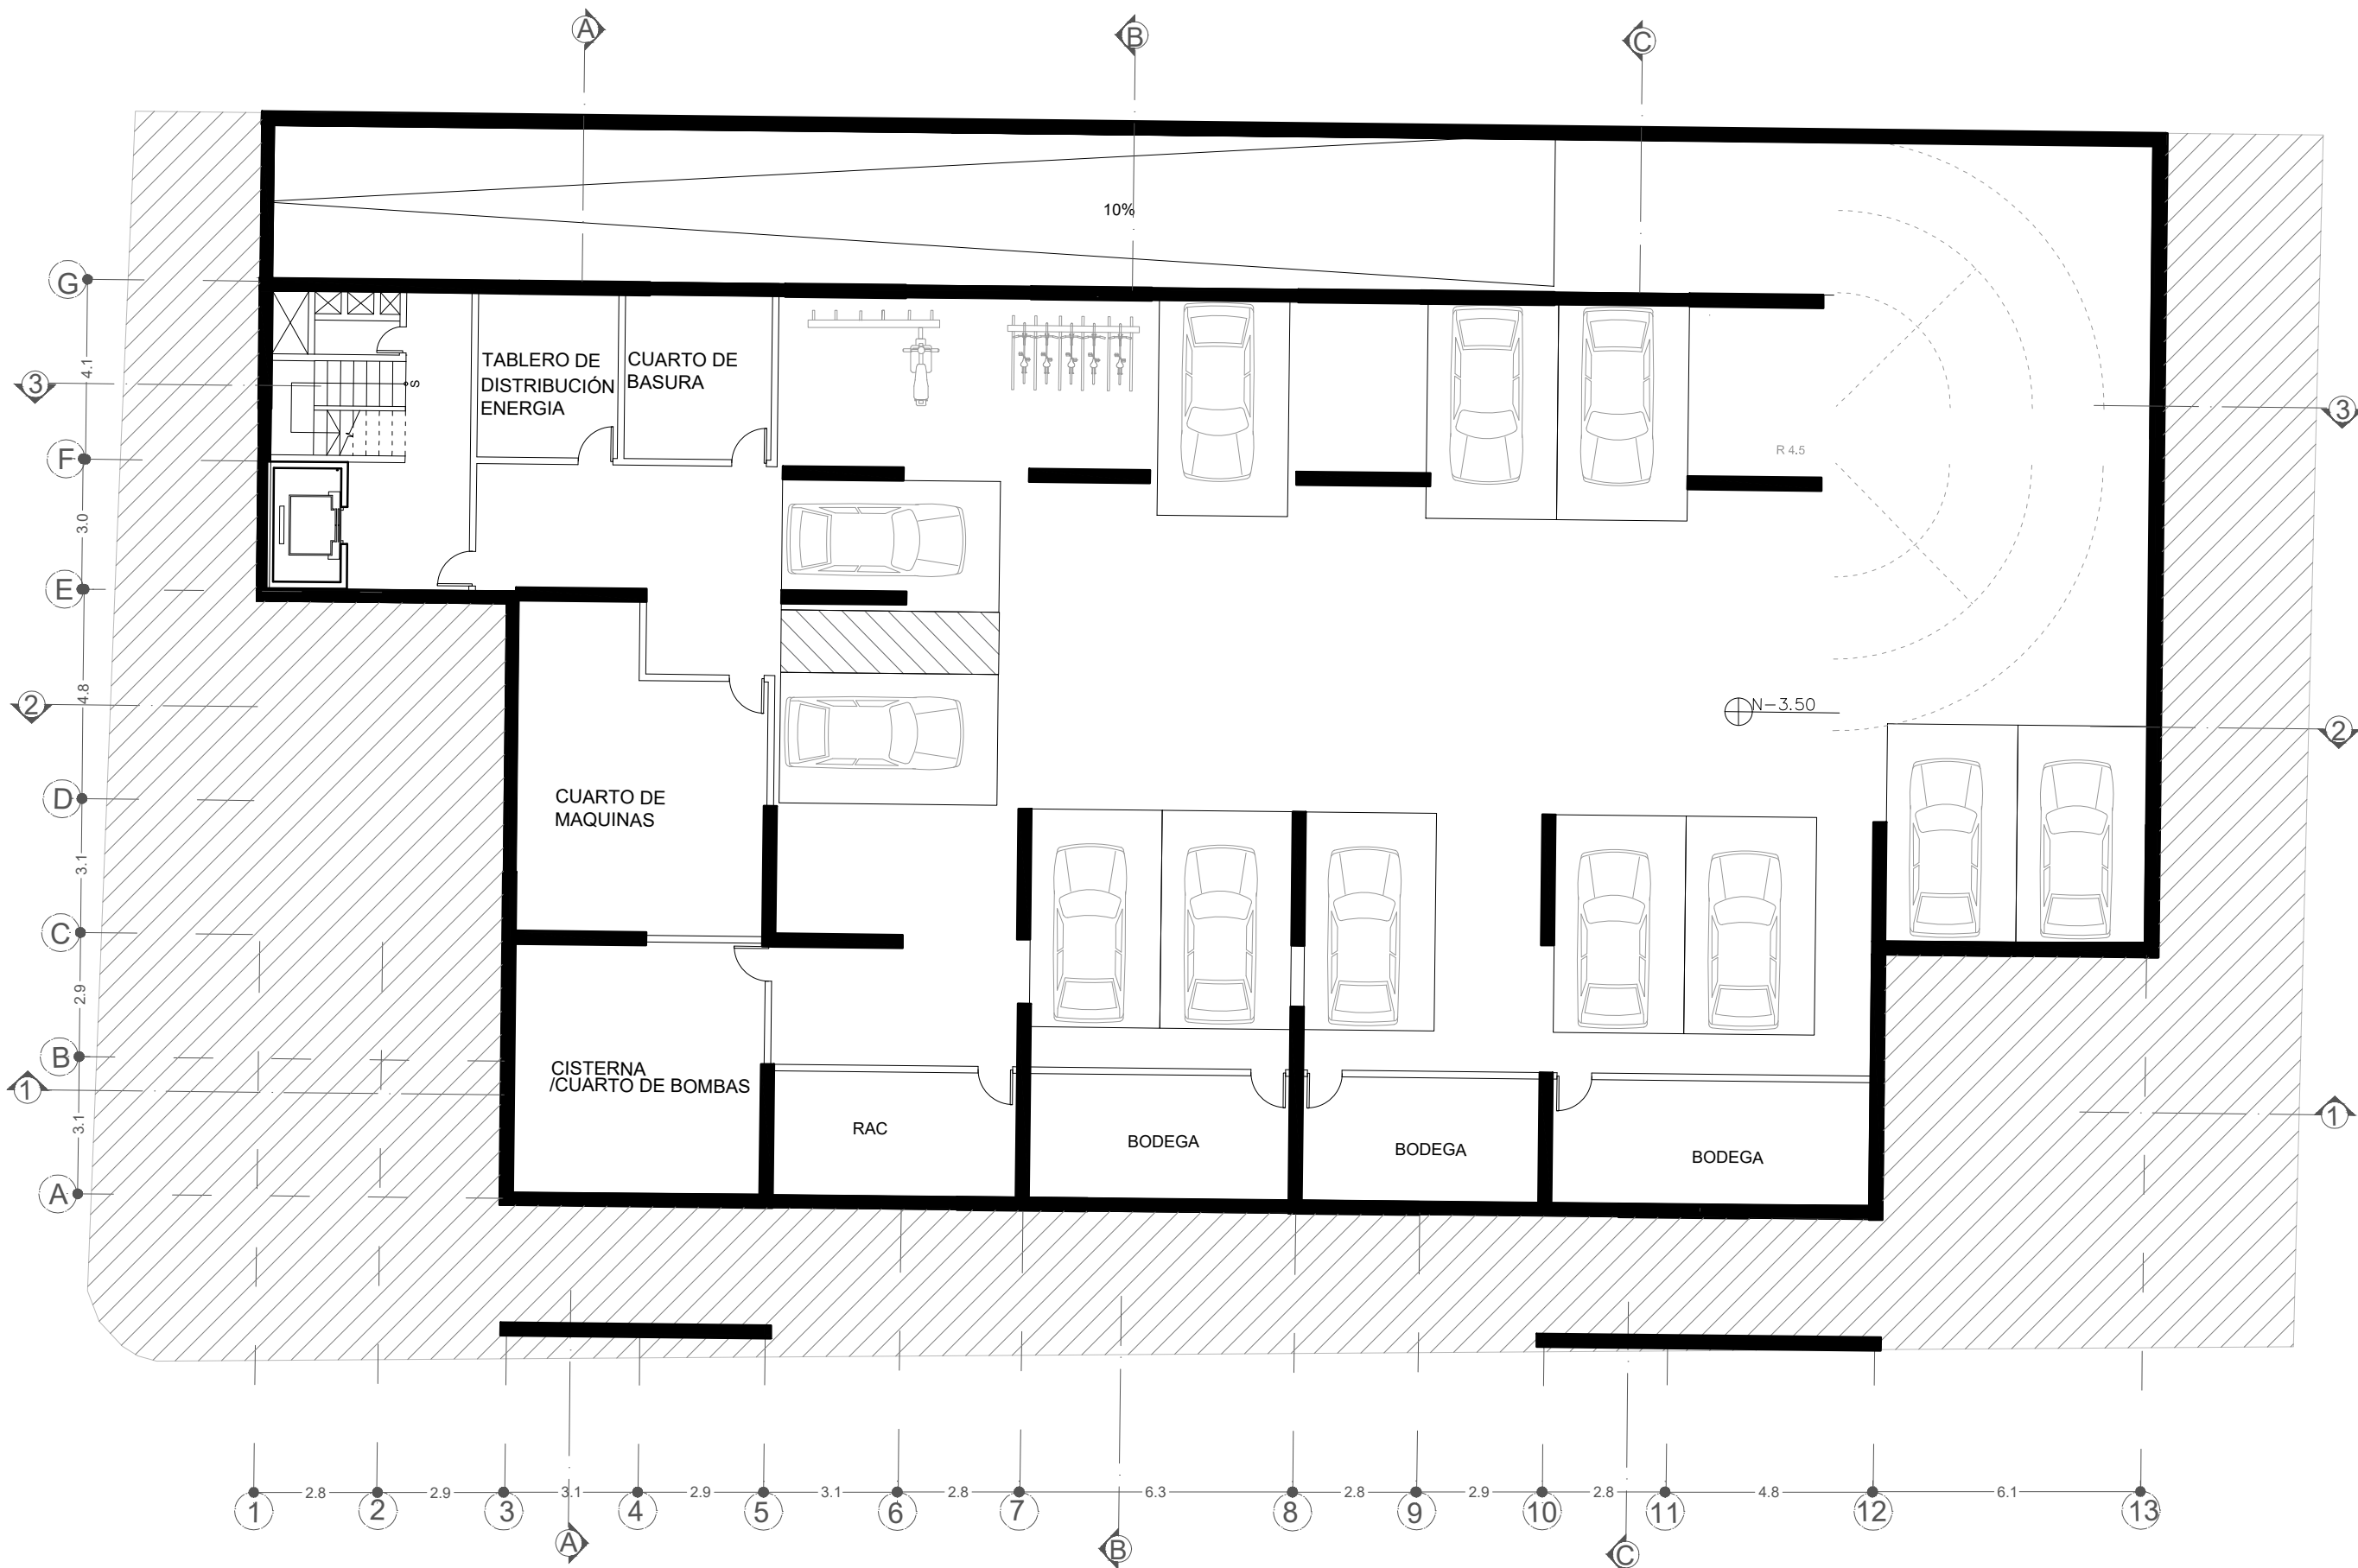 A
B
C
10%
G
4.1
3
TABLERO DE
DISTRIBUCIÓN
ENERGIA
CUARTO DE
BASURA
S
3
R 4.5
F
3.0
E
4.8
2
N-3.50
2
D
CUARTO DE
MAQUINAS
3.1
C
2.9
B
CISTERNA
/CUARTO DE BOMBAS
1
3.1
RAC
BODEGA
BODEGA
BODEGA
1
A
2.8
2.9
3.1
2.9
3.1
2.8
6.3
2.8
2.9
2.8
4.8
6.1
1
2
3
4
5
6
7
8
9
10
11
12
13
A
B
C